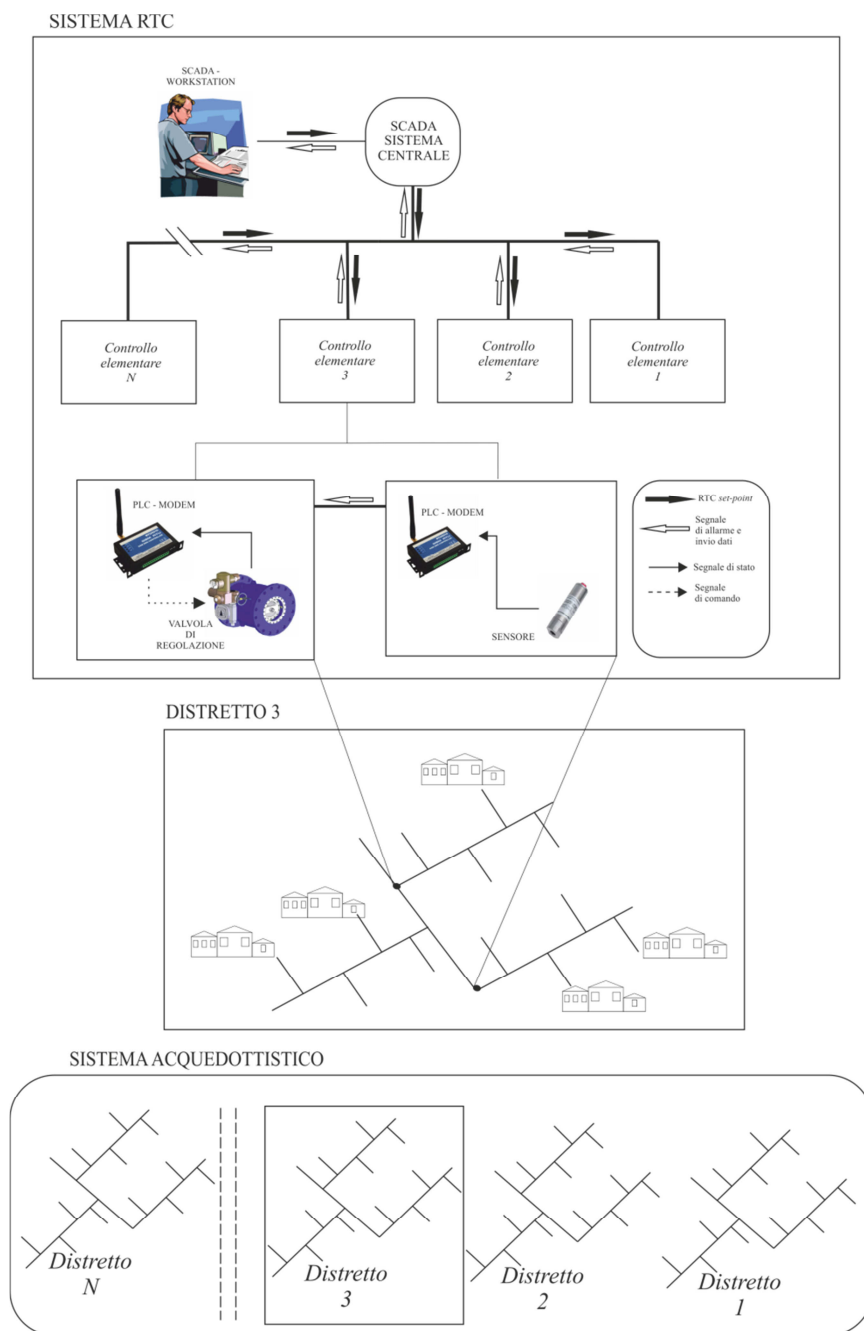 SISTEMA RTC
SCADA -
WORKSTATION
SCADA
SISTEMA
CENTRALE
Controllo
elementare
N
Controllo
elementare
3
Controllo
elementare
2
Controllo
elementare
1
PLC - MODEM
VALVOLA
DI
REGOLAZIONE
PLC - MODEM
SENSORE
RTC set-point
Segnale
di allarme e
invio dati
Segnale di stato
Segnale
di comando
DISTRETTO 3
SISTEMA ACQUEDOTTISTICO
Distretto
N
Distretto
3
Distretto
2
Distretto
1